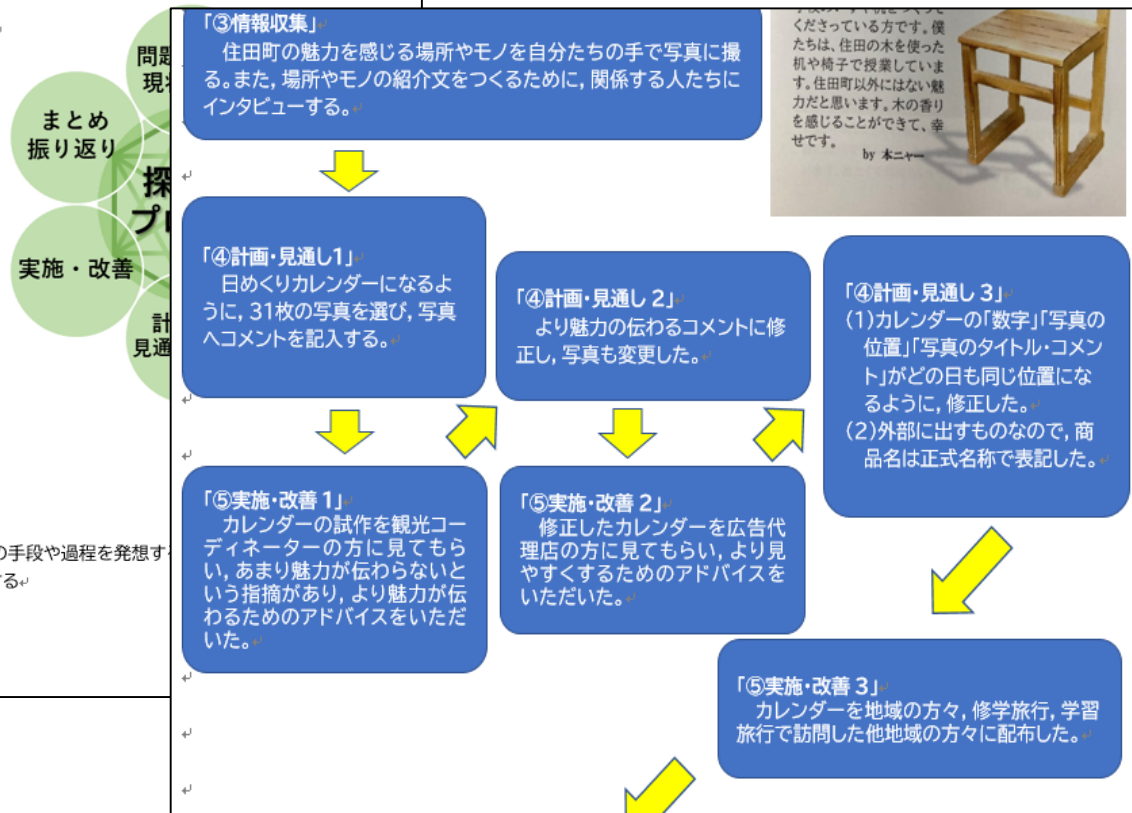 問題
現状
まとめ
振り返り
探
プロ
実施・改善
計
見通
の手段や過程を発想す
する
「③情報収集」
住田町の魅力を感じる場所やモノを自分たちの手で写真に撮
る。また，場所やモノの紹介文をつくるために，関係する人たちに
インタビューする。
くださっている方です。僕
たちは、住田の木を使った
机や椅子で授業していま
す。住田町以外にはない魅
力だと思います。木の香り
を感じることができて、幸
せです。
by 本ニャー
「④計画・見通し1」
日めくりカレンダーになるよ
うに，31枚の写真を選び，写真
へコメントを記入する。
「④計画・見通し 2」
より魅力の伝わるコメントに修
正し，写真も変更した。
「④計画・見通し 3」
（1）カレンダーの「数字」「写真の
位置」「写真のタイトル・コメン
ト」がどの日も同じ位置にな
るように，修正した。
（2）外部に出すものなので，商
品名は正式名称で表記した。
「⑤実施・改善 1」
カレンダーの試作を観光コー
ディネーターの方に見てもら
い，あまり魅力が伝わらないと
いう指摘があり，より魅力が伝
わるためのアドバイスをいただ
いた。
「⑤実施・改善 2」
修正したカレンダーを広告代
理店の方に見てもらい，より見
やすくするためのアドバイスを
いただいた。
「⑤実施・改善 3」
カレンダーを地域の方々，修学旅行，学習
旅行で訪問した他地域の方々に配布した。